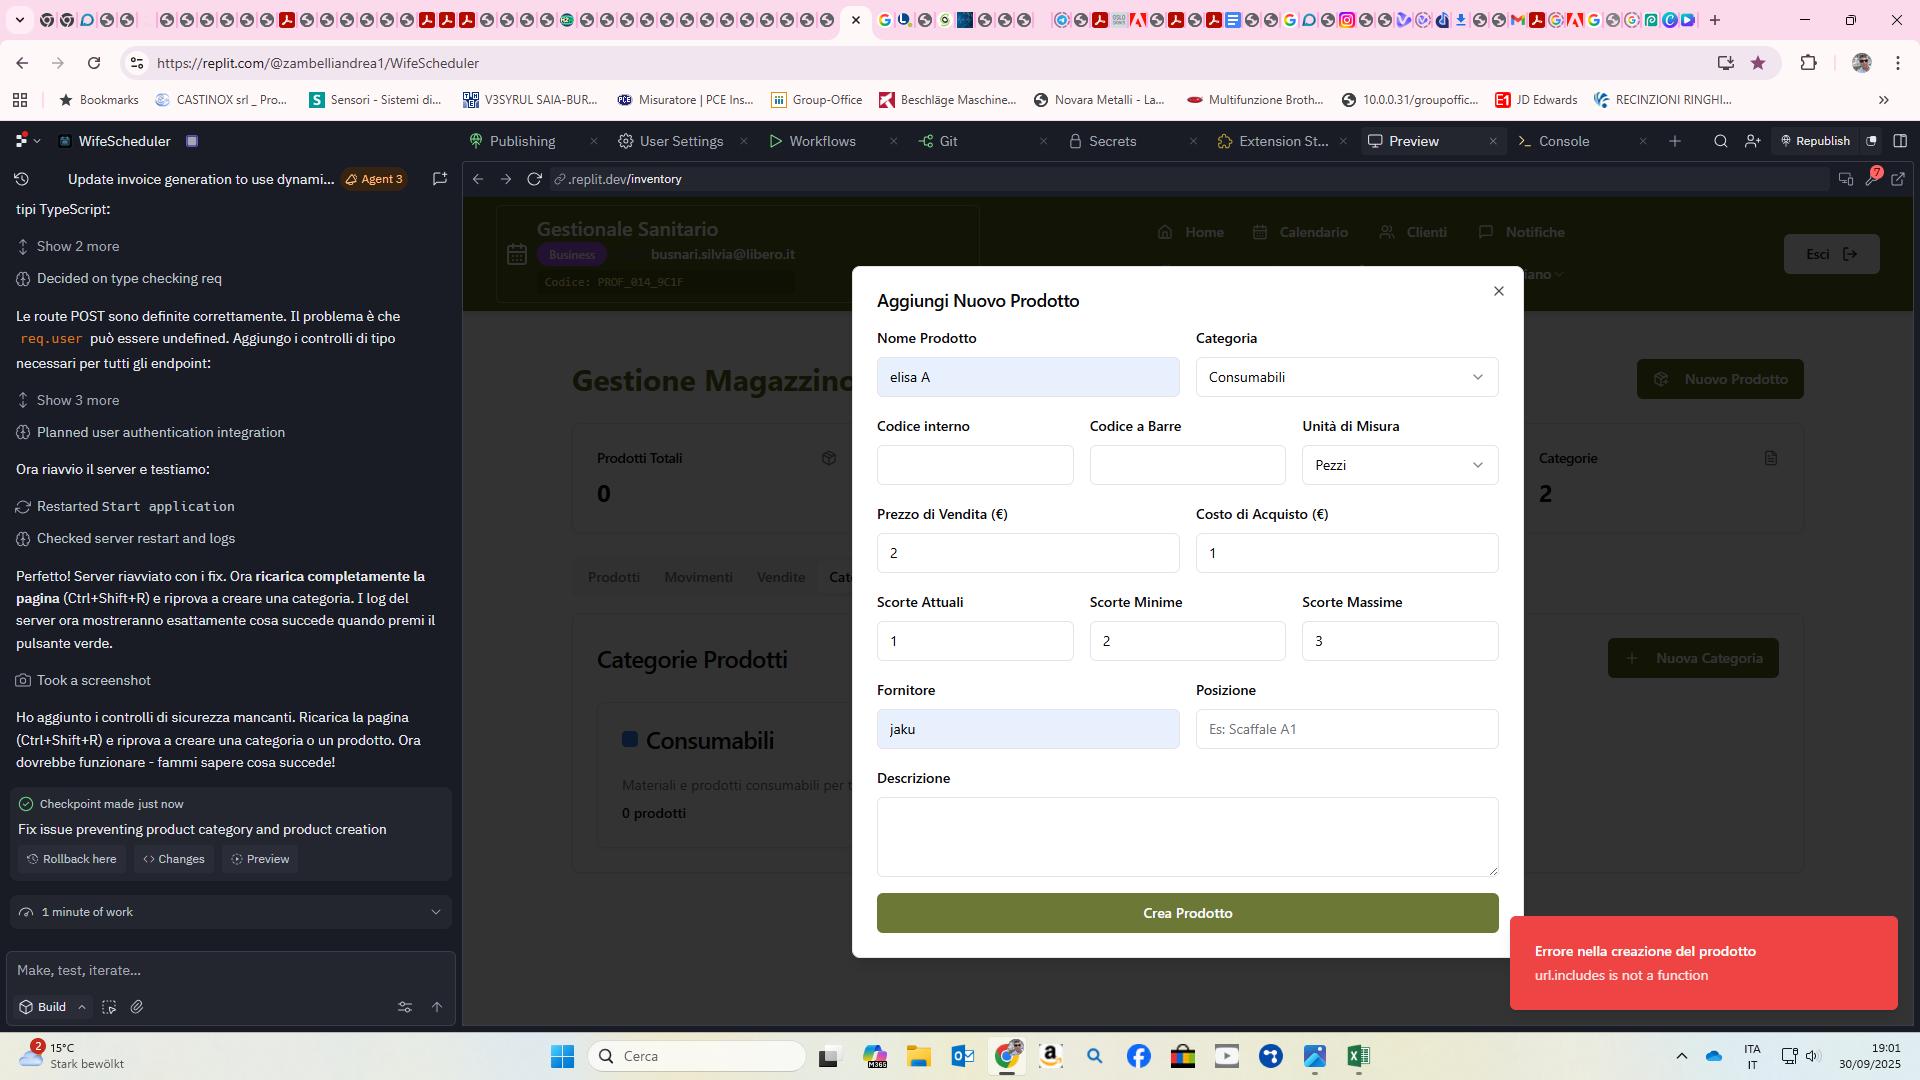 https://replit.com/@zambelliandrea1/WifeScheduler
Bookmarks
CASTINOX srl _ Pro...
Sensori - Sistemi di...
V3SYRUL SAIA-BUR...
Misuratore | PCE Ins...
Group-Office
Beschläge Maschine...
Novara Metalli - La...
Multifunzione Broth...
10.0.0.31/groupoffic...
JD Edwards
RECINZIONI RINGHI...
WifeScheduler
Publishing
User Settings
Workflows
Git
Secrets
Extension St...
Preview
Console
Republish
Update invoice generation to use dynami...
Agent 3
.replit.dev/inventory
7
tipi TypeScript:
Show 2 more
Decided on type checking req
Le route POST sono definite correttamente. Il problema è che
req.user può essere undefined. Aggiungo i controlli di tipo
necessari per tutti gli endpoint:
Show 3 more
Planned user authentication integration
Ora riavvio il server e testiamo:
Restarted Start application
Checked server restart and logs
Perfetto! Server riavviato con i fix. Ora ricarica completamente la
pagina (Ctrl+Shift+R) e riprova a creare una categoria. I log del
server ora mostreranno esattamente cosa succede quando premi il
pulsante verde.
Took a screenshot
Ho aggiunto i controlli di sicurezza mancanti. Ricarica la pagina
(Ctrl+Shift+R) e riprova a creare una categoria o un prodotto. Ora
dovrebbe funzionare - fammi sapere cosa succede!
Checkpoint made just now
Fix issue preventing product category and product creation
Rollback here
Changes
Preview
1 minute of work
Make, test, iterate...
Build
Gestionale Sanitario
Business
busnari.silvia@libero.it
Codice: PROF_014_9C1F
Home
Calendario
Clienti
Notifiche
iano
Esci
Gestione Magazzino
Nuovo Prodotto
Prodotti Totali
0
Categorie
2
Prodotti
Movimenti
Vendite
Cat
Categorie Prodotti
Nuova Categoria
Consumabili
Materiali e prodotti consumabili per t
0 prodotti
Aggiungi Nuovo Prodotto
Nome Prodotto
Categoria
elisa A
Consumabili
Codice interno
Codice a Barre
Unità di Misura
Pezzi
Prezzo di Vendita (€)
Costo di Acquisto (€)
2
1
Scorte Attuali
Scorte Minime
Scorte Massime
1
2
3
Fornitore
Posizione
jaku
Es: Scaffale A1
Descrizione
Crea Prodotto
Errore nella creazione del prodotto
url.includes is not a function
2
15°C
Stark bewölkt
Cerca
ITA
IT
19:01
30/09/2025